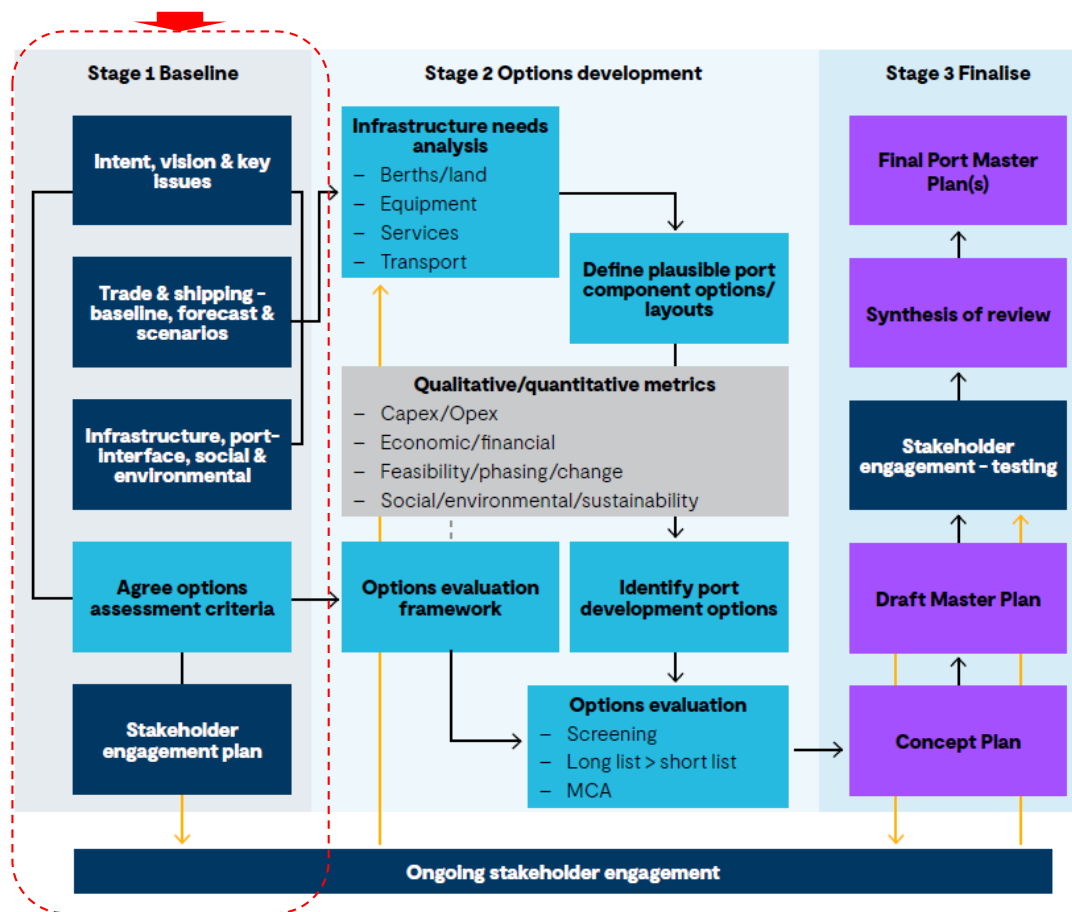 Stage 1 Baseline
Intent, vision & key
issues
Trade & shipping –
baseline, forecast &
scenarios
Infrastructure, port-
interface, social &
environmental
Agree options
assessment criteria
Stakeholder
engagement plan
Stage 2 Options development
Infrastructure needs
analysis
– Berths/land
– Equipment
– Services
– Transport
Define plausible port
component options/
layouts
Qualitative/quantitative metrics
– Capex/Opex
– Economic/financial
– Feasibility/phasing/change
– Social/environmental/sustainability
Options evaluation
framework
Identify port
development options
Options evaluation
– Screening
– Long list > short list
– MCA
Stage 3 Finalise
Final Port Master
Plan(s)
Synthesis of review
Stakeholder
engagement – testing
Draft Master Plan
Concept Plan
Ongoing stakeholder engagement